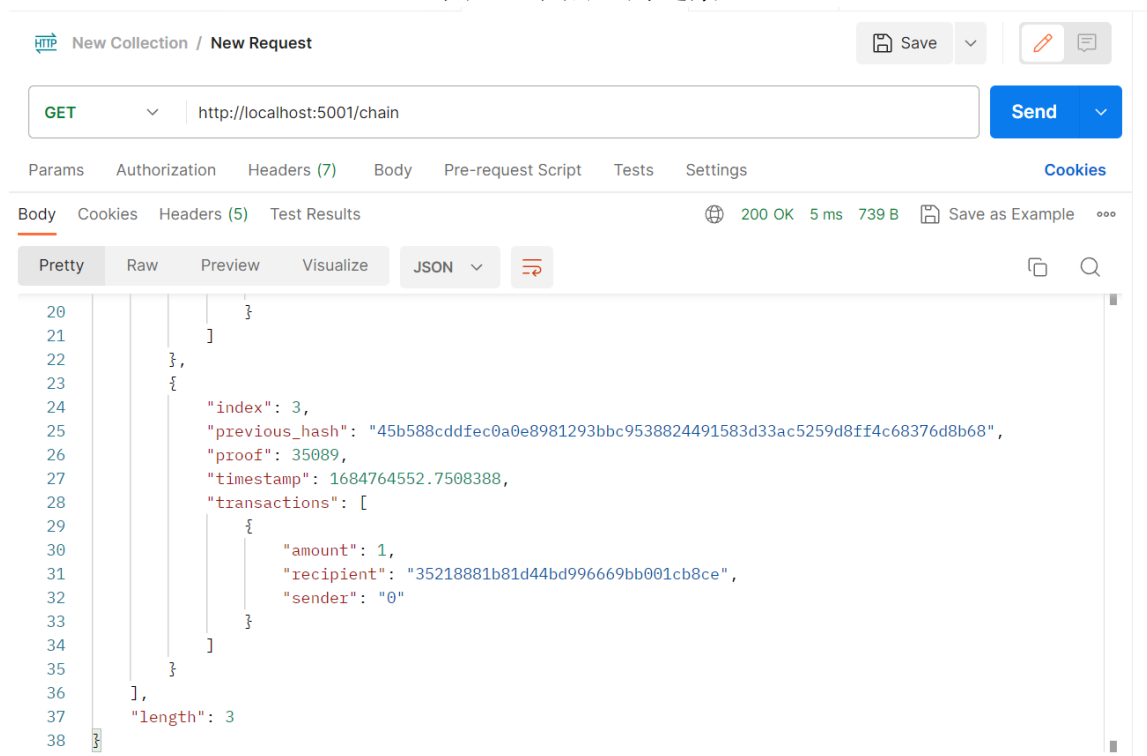 HTTP New Collection / New Request Save
GET http://localhost:5001/chain Send
Params Authorization Headers (7) Body Pre-request Script Tests Settings Cookies
Body Cookies Headers (5) Test Results 200 OK 5 ms 739 B Save as Example
Pretty Raw Preview Visualize JSON
20 }
21 ]
22 },
23 {
24 "index": 3,
25 "previous_hash": "45b588cddfec0a0e8981293bbc9538824491583d33ac5259d8ff4c68376d8b68",
26 "proof": 35089,
27 "timestamp": 1684764552.7508388,
28 "transactions": [
29 {
30 "amount": 1,
31 "recipient": "35218881b81d44bd996669bb001cb8ce",
32 "sender": "0"
33 }
34 ]
35 }
36 ],
37 "length": 3
38 }